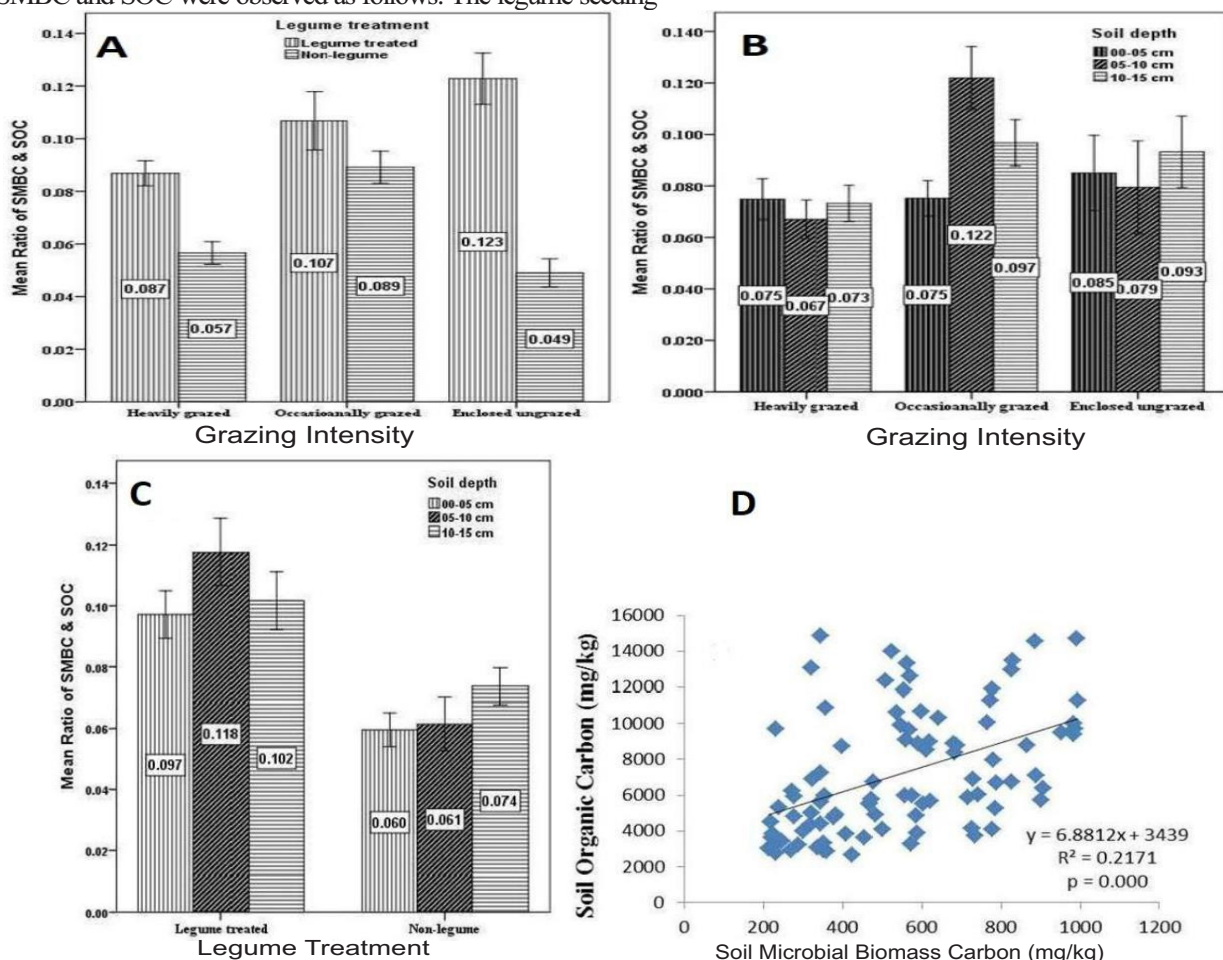 SMBC and SOC were observed as follows. The legume seeding
A
Legume treatment
Legume treated
Non-legume
Mean Ratio of SMBC & SOC
0.14
0.12
0.10
0.08
0.06
0.04
0.02
0.00
0.087
0.057
0.107
0.089
0.123
0.049
Heavily grazed
Occasioanally grazed
Enclosed ungrazed
Grazing Intensity
B
Soil depth
00-05 cm
05-10 cm
10-15 cm
Mean Ratio of SMBC & SOC
0.140
0.120
0.100
0.080
0.060
0.040
0.020
0.000
0.075
0.067
0.073
0.075
0.122
0.097
0.085
0.079
0.093
Heavily grazed
Occasioanally grazed
Enclosed ungrazed
Grazing Intensity
C
Soil depth
00-05 cm
05-10 cm
10-15 cm
Mean Ratio of SMBC & SOC
0.14
0.12
0.10
0.08
0.06
0.04
0.02
0.00
0.097
0.118
0.102
0.060
0.061
0.074
Legume treated
Non-legume
Legume Treatment
D
Soil Organic Carbon (mg/kg)
16000
14000
12000
10000
8000
6000
4000
2000
0
y = 6.8812x + 3439
R² = 0.2171
p = 0.000
0
200
400
600
800
1000
1200
Soil Microbial Biomass Carbon (mg/kg)